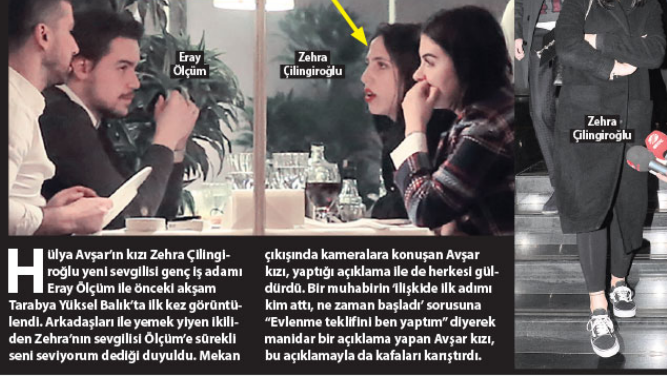 Eray
Ölçüm
Zehra
Çilingiroğlu
Zehra
Çilingiroğlu
Hülya Avşar'ın kızı Zehra Çilingi-
roğlu yeni sevgilisi genç iş adamı
Eray Ölçüm ile önceki akşam
Tarabya Yüksel Balık'ta ilk kez görüntü-
lendi. Arkadaşları ile yemek yiyen ikili-
den Zehra'nın sevgilisi Ölçüm'e sürekli
seni seviyorum dediği duyuldu. Mekan
çıkışında kameralara konuşan Avşar
kızı, yaptığı açıklama ile de herkesi gül-
dürdü. Bir muhabirin 'ilişkide ilk adımı
kim attı, ne zaman başladı' sorusuna
"Evlenme teklifini ben yaptım" diyerek
manidar bir açıklama yapan Avşar kızı,
bu açıklamayla da kafaları karıştırdı.